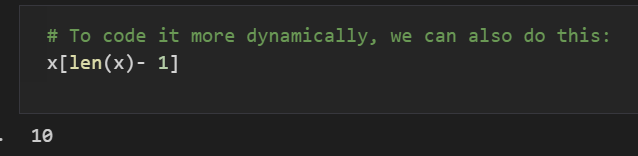 # To code it more dynamically, we can also do this:
x[len(x)- 1]
10